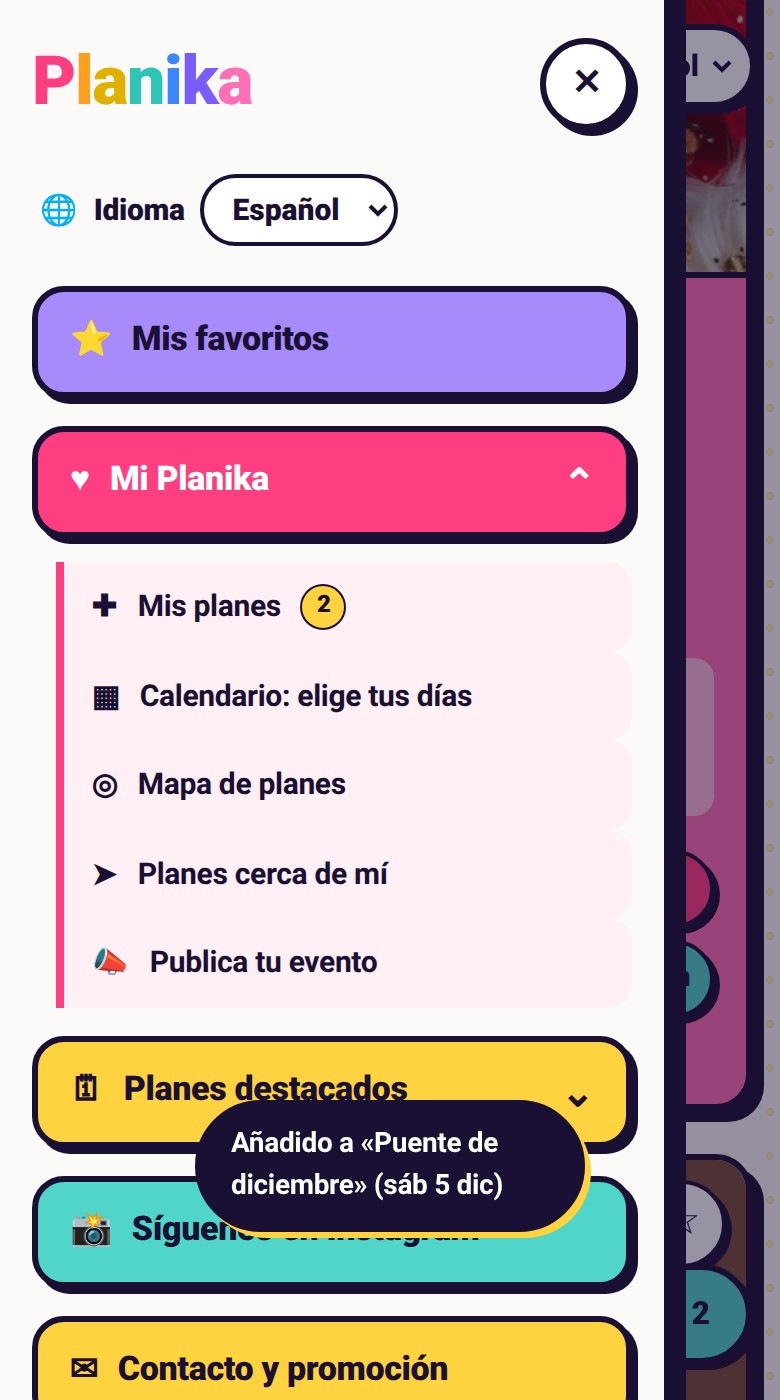 Planika
✕
🌐 Idioma Español
⭐ Mis favoritos
♥ Mi Planika
✚ Mis planes 2
▦ Calendario: elige tus días
◎ Mapa de planes
➤ Planes cerca de mí
📣 Publica tu evento
🗓 Planes destacados
Añadido a «Puente de
diciembre» (sáb 5 dic)
📸
2
✉ Contacto y promoción